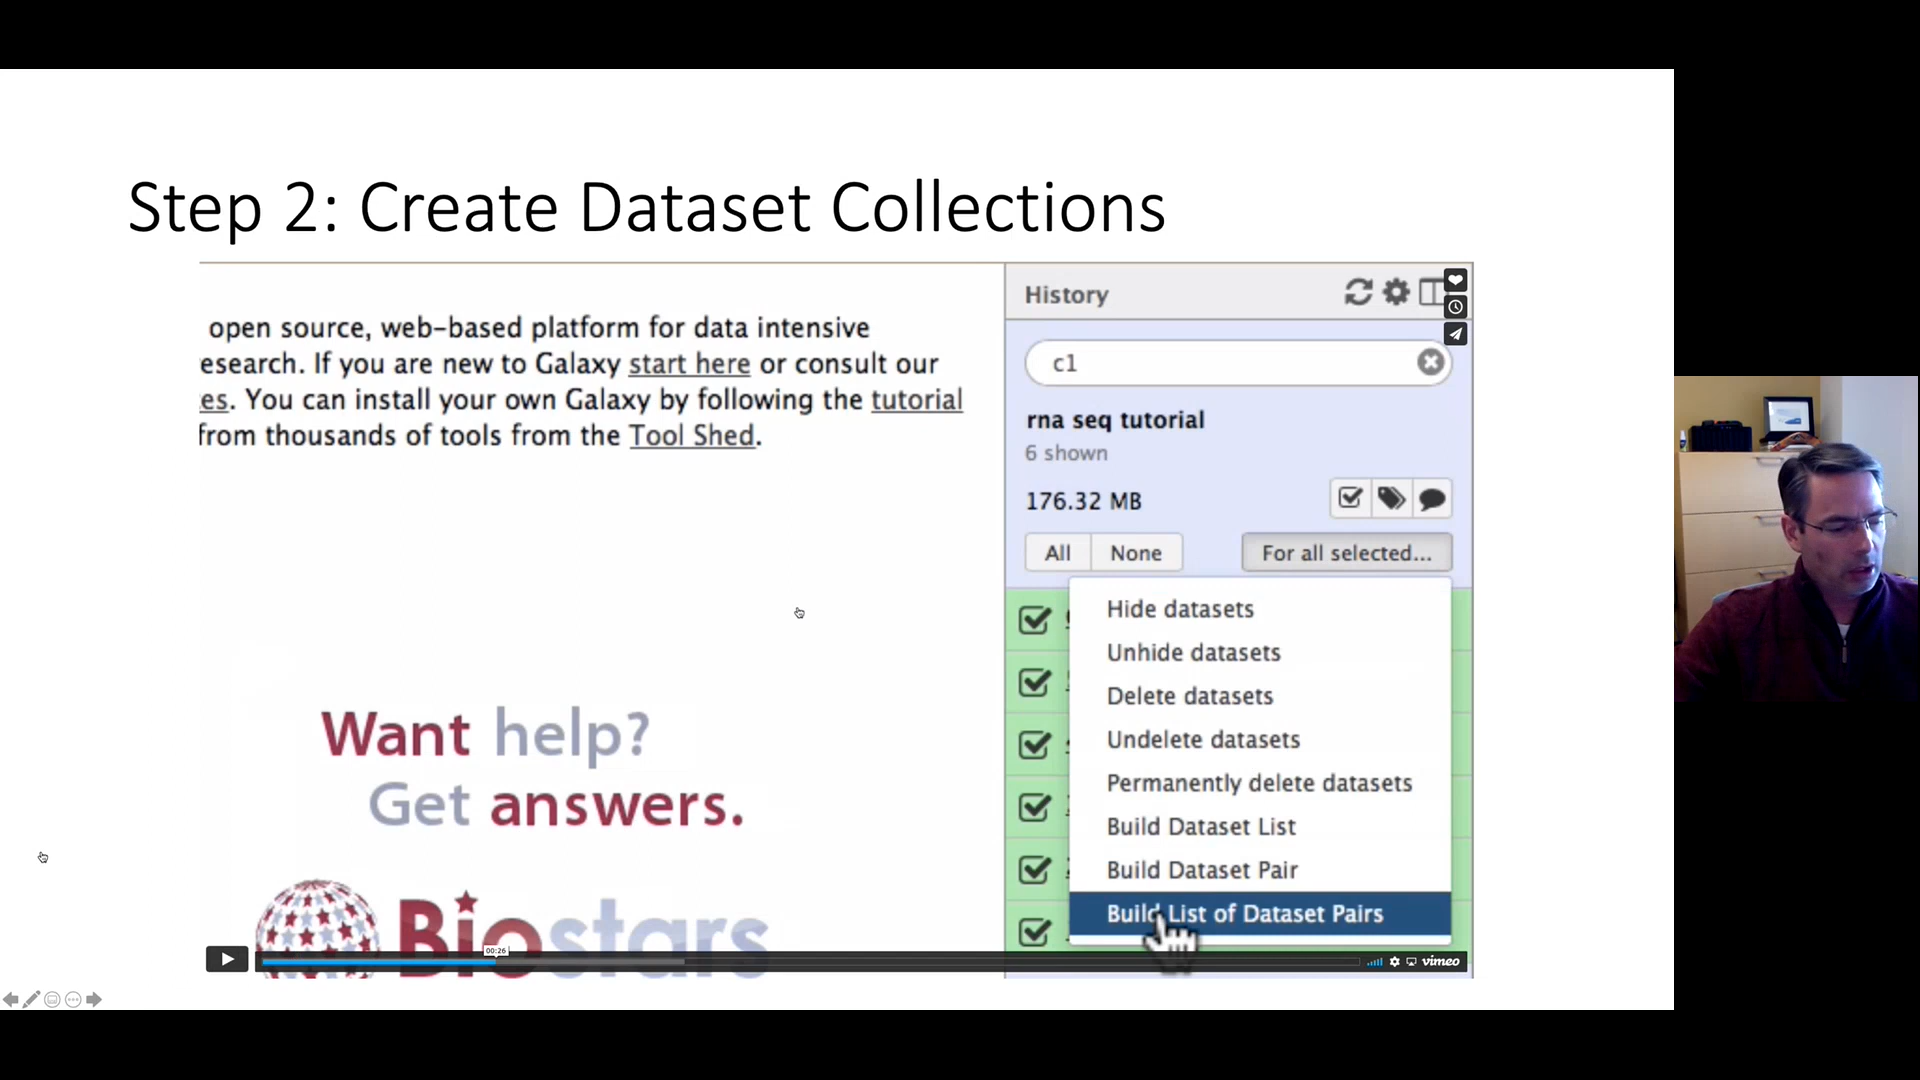 Step 2: Create Dataset Collections
open source, web-based platform for data intensive
esearch. If you are new to Galaxy start here or consult our
es. You can install your own Galaxy by following the tutorial
from thousands of tools from the Tool Shed.
Want help?
Get answers.
Biostars
History
c1
rna seq tutorial
6 shown
176.32 MB
All None For all selected...
Hide datasets
Unhide datasets
Delete datasets
Undelete datasets
Permanently delete datasets
Build Dataset List
Build Dataset Pair
Build List of Dataset Pairs
00:26
vimeo